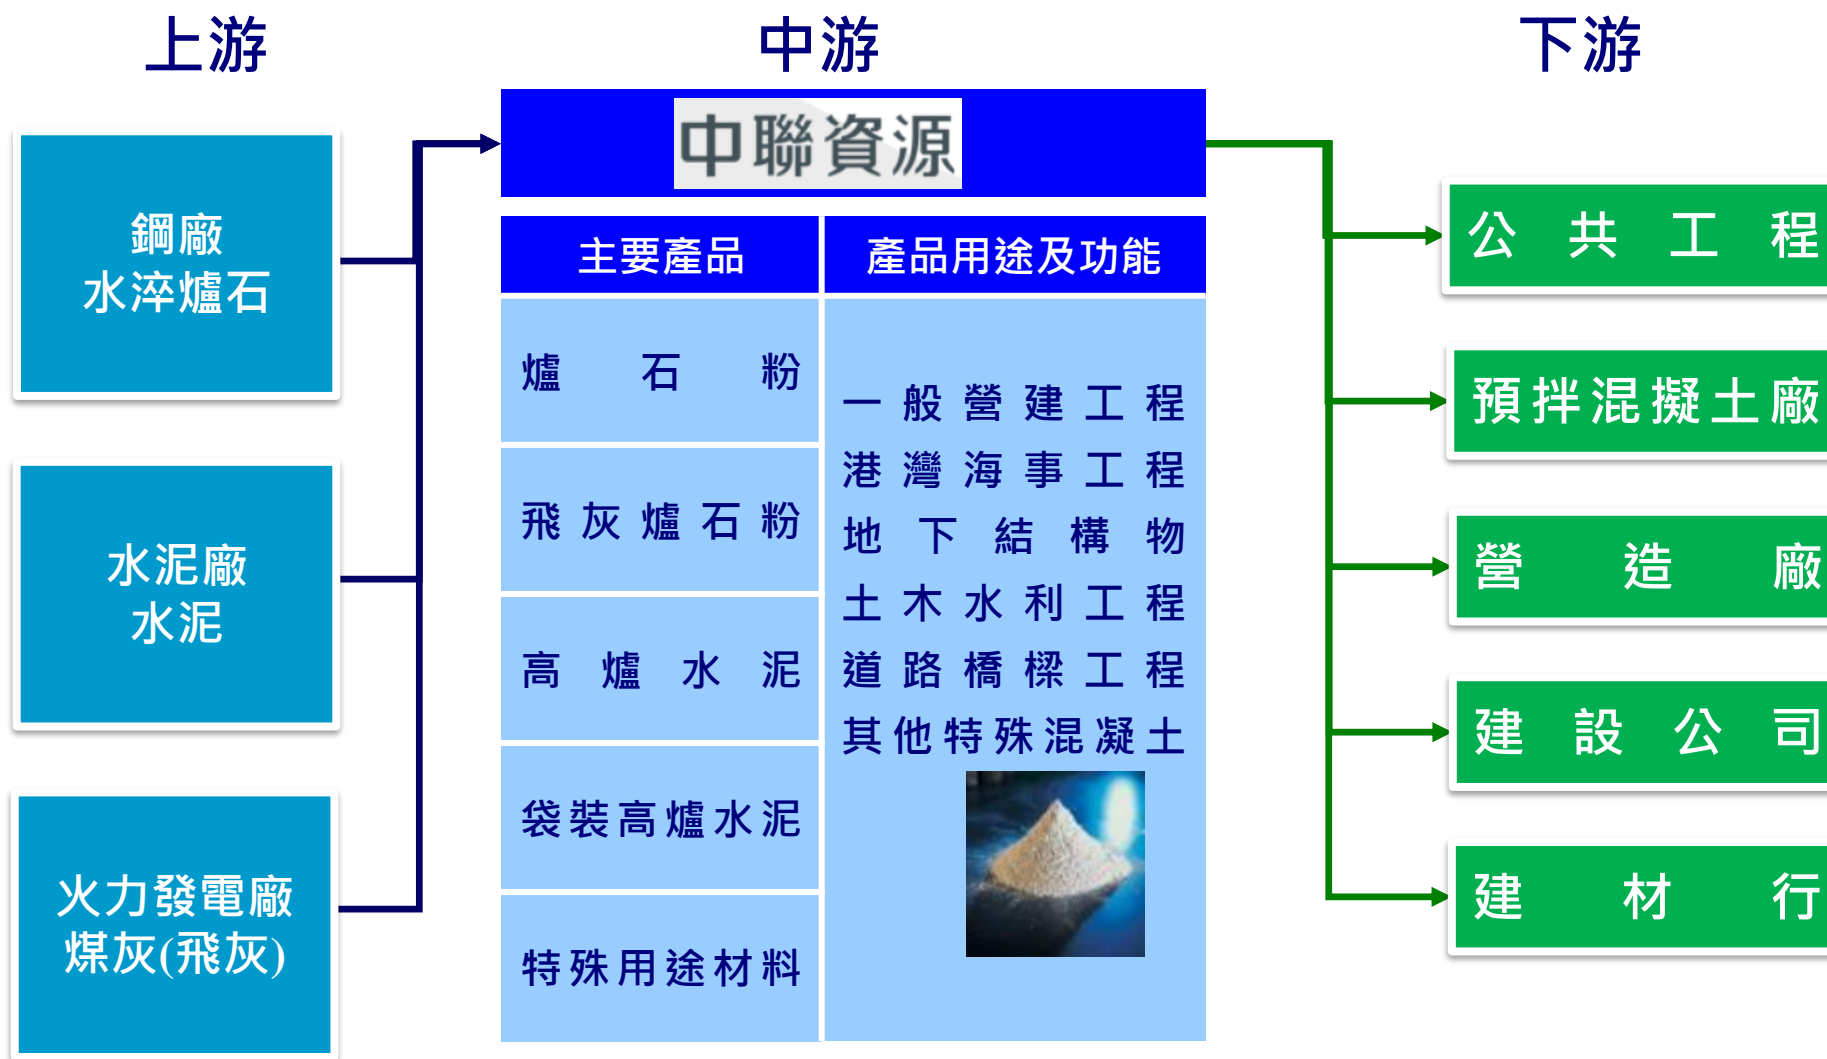 上游
中游
下游
鋼廠
水淬爐石
水泥廠
水泥
火力發電廠
煤灰(飛灰)
中聯資源
主要產品
產品用途及功能
爐石粉
飛灰爐石粉
高爐水泥
袋裝高爐水泥
特殊用途材料
一般營建工程
港灣海事工程
地下結構物
土木水利工程
道路橋樑工程
其他特殊混凝土
公共工程
預拌混擬土廠
營造廠
建設公司
建材行